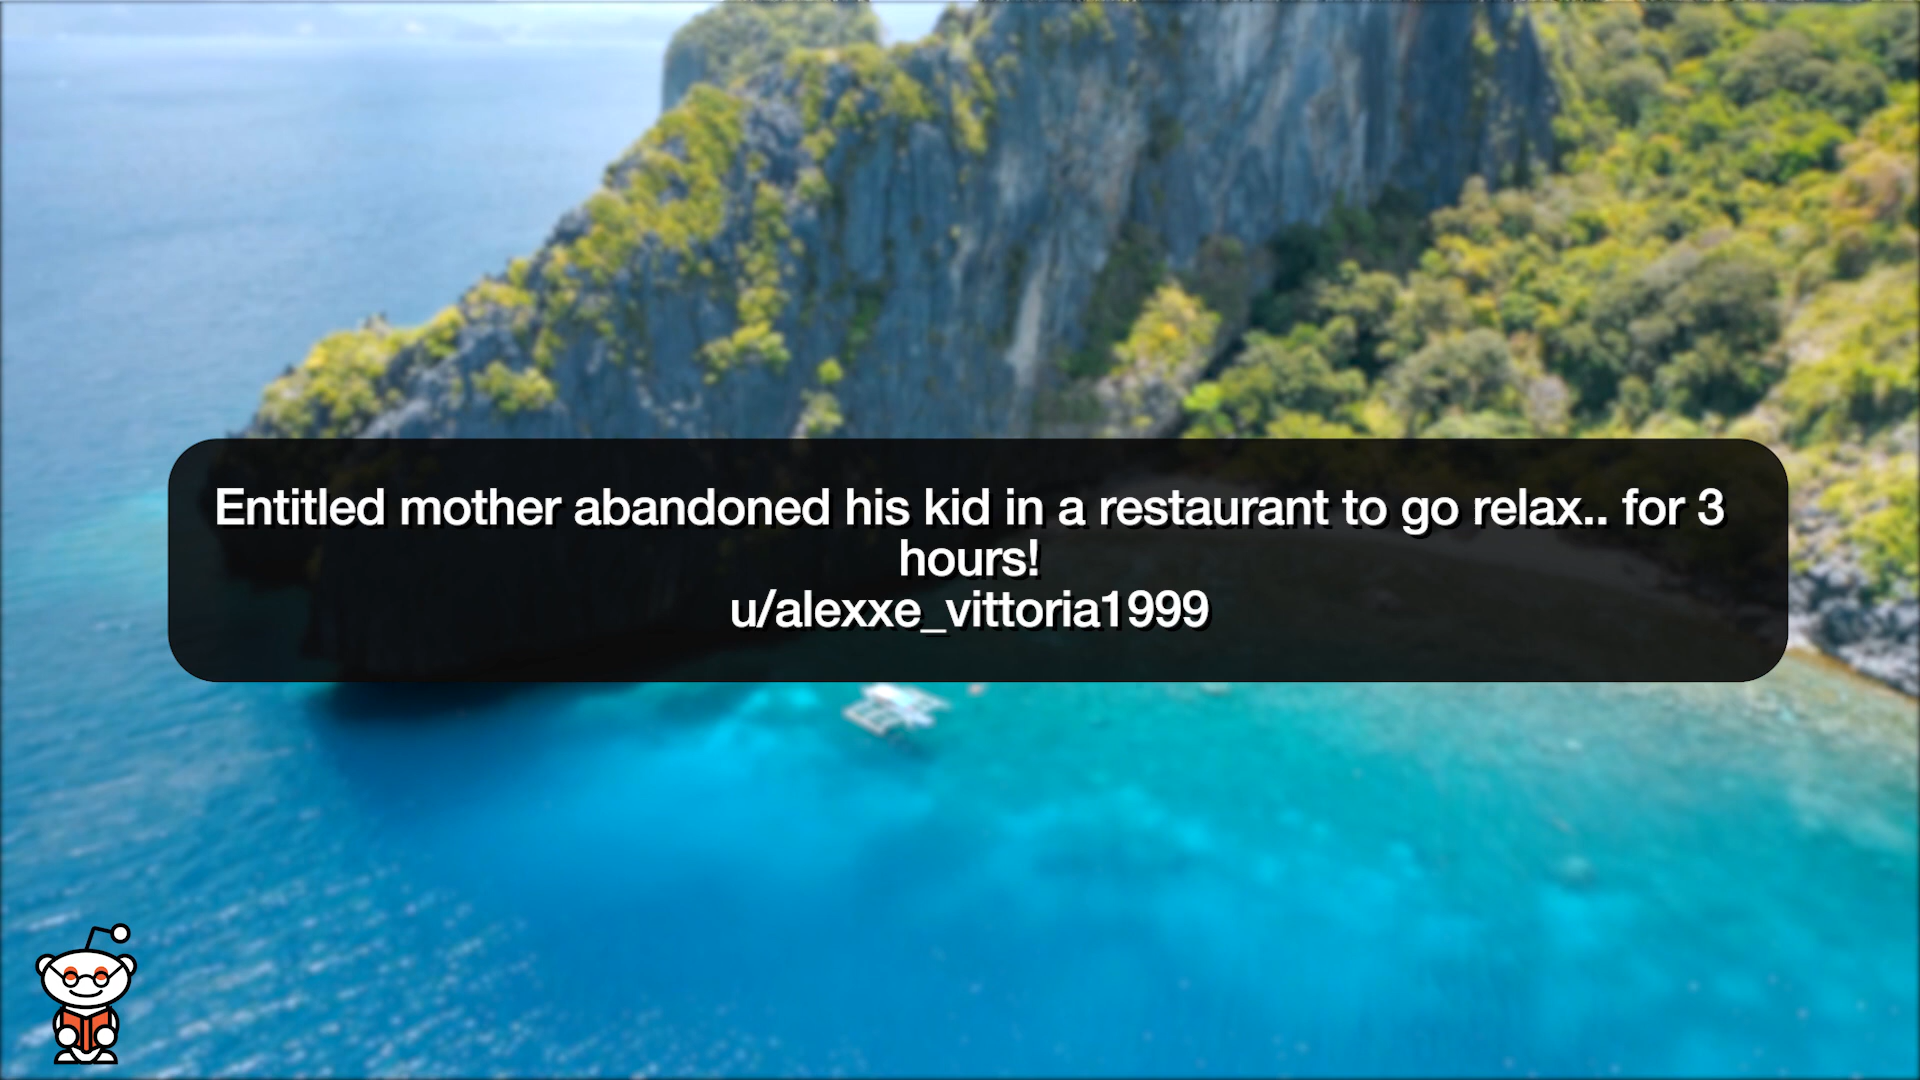 Entitled mother abandoned his kid in a restaurant to go relax.. for 3
hours!
u/alexxe_vittoria1999